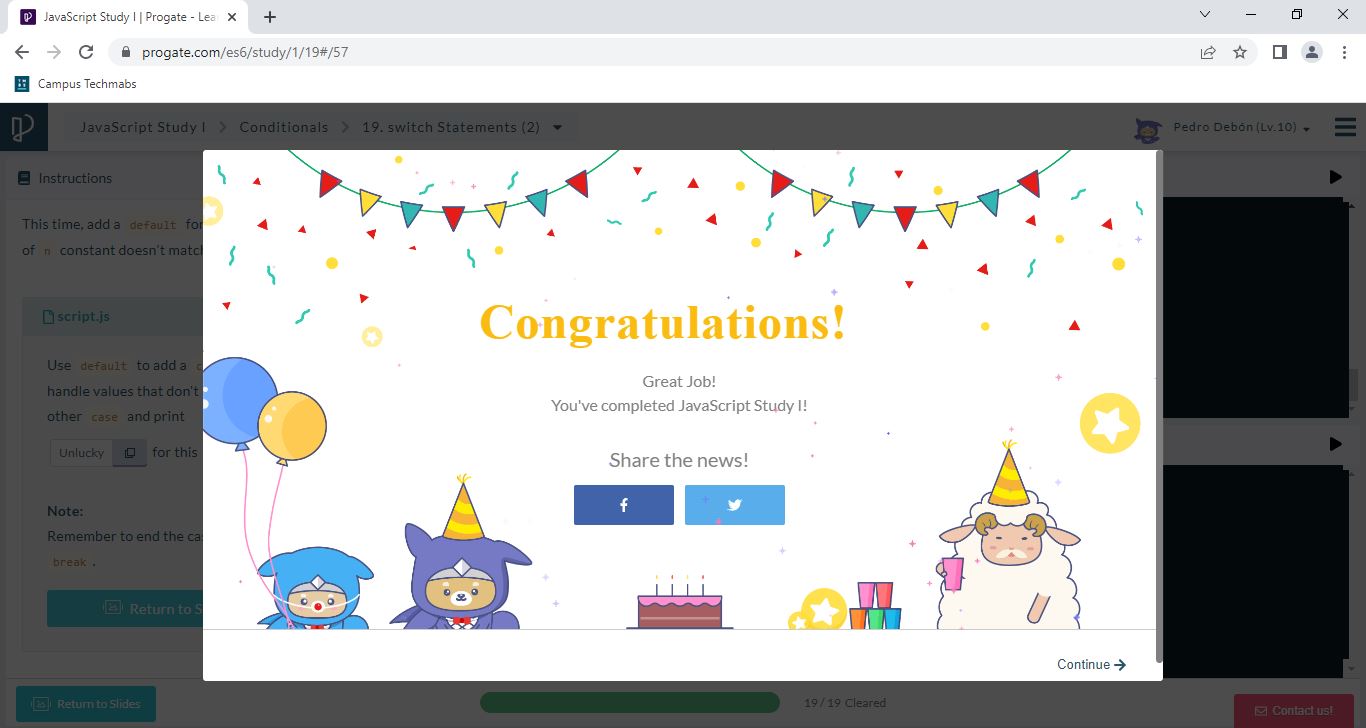 JavaScript Study I | Progate - Lea
progate.com/es6/study/1/19#/57
Campus Techmabs
JavaScript Study I > Conditionals > 19. switch Statements (2)
Pedro Debón (Lv.10)
Instructions
This time, add a default for
of n constant doesn't match
script.js
Use default to add a c
handle values that don't
other case and print
Unlucky for this
Note:
Remember to end the cas
break .
Return to S
Congratulations!
Great Job!
You've completed JavaScript Study I!
Share the news!
Continue
Return to Slides
19 / 19 Cleared
Contact us!